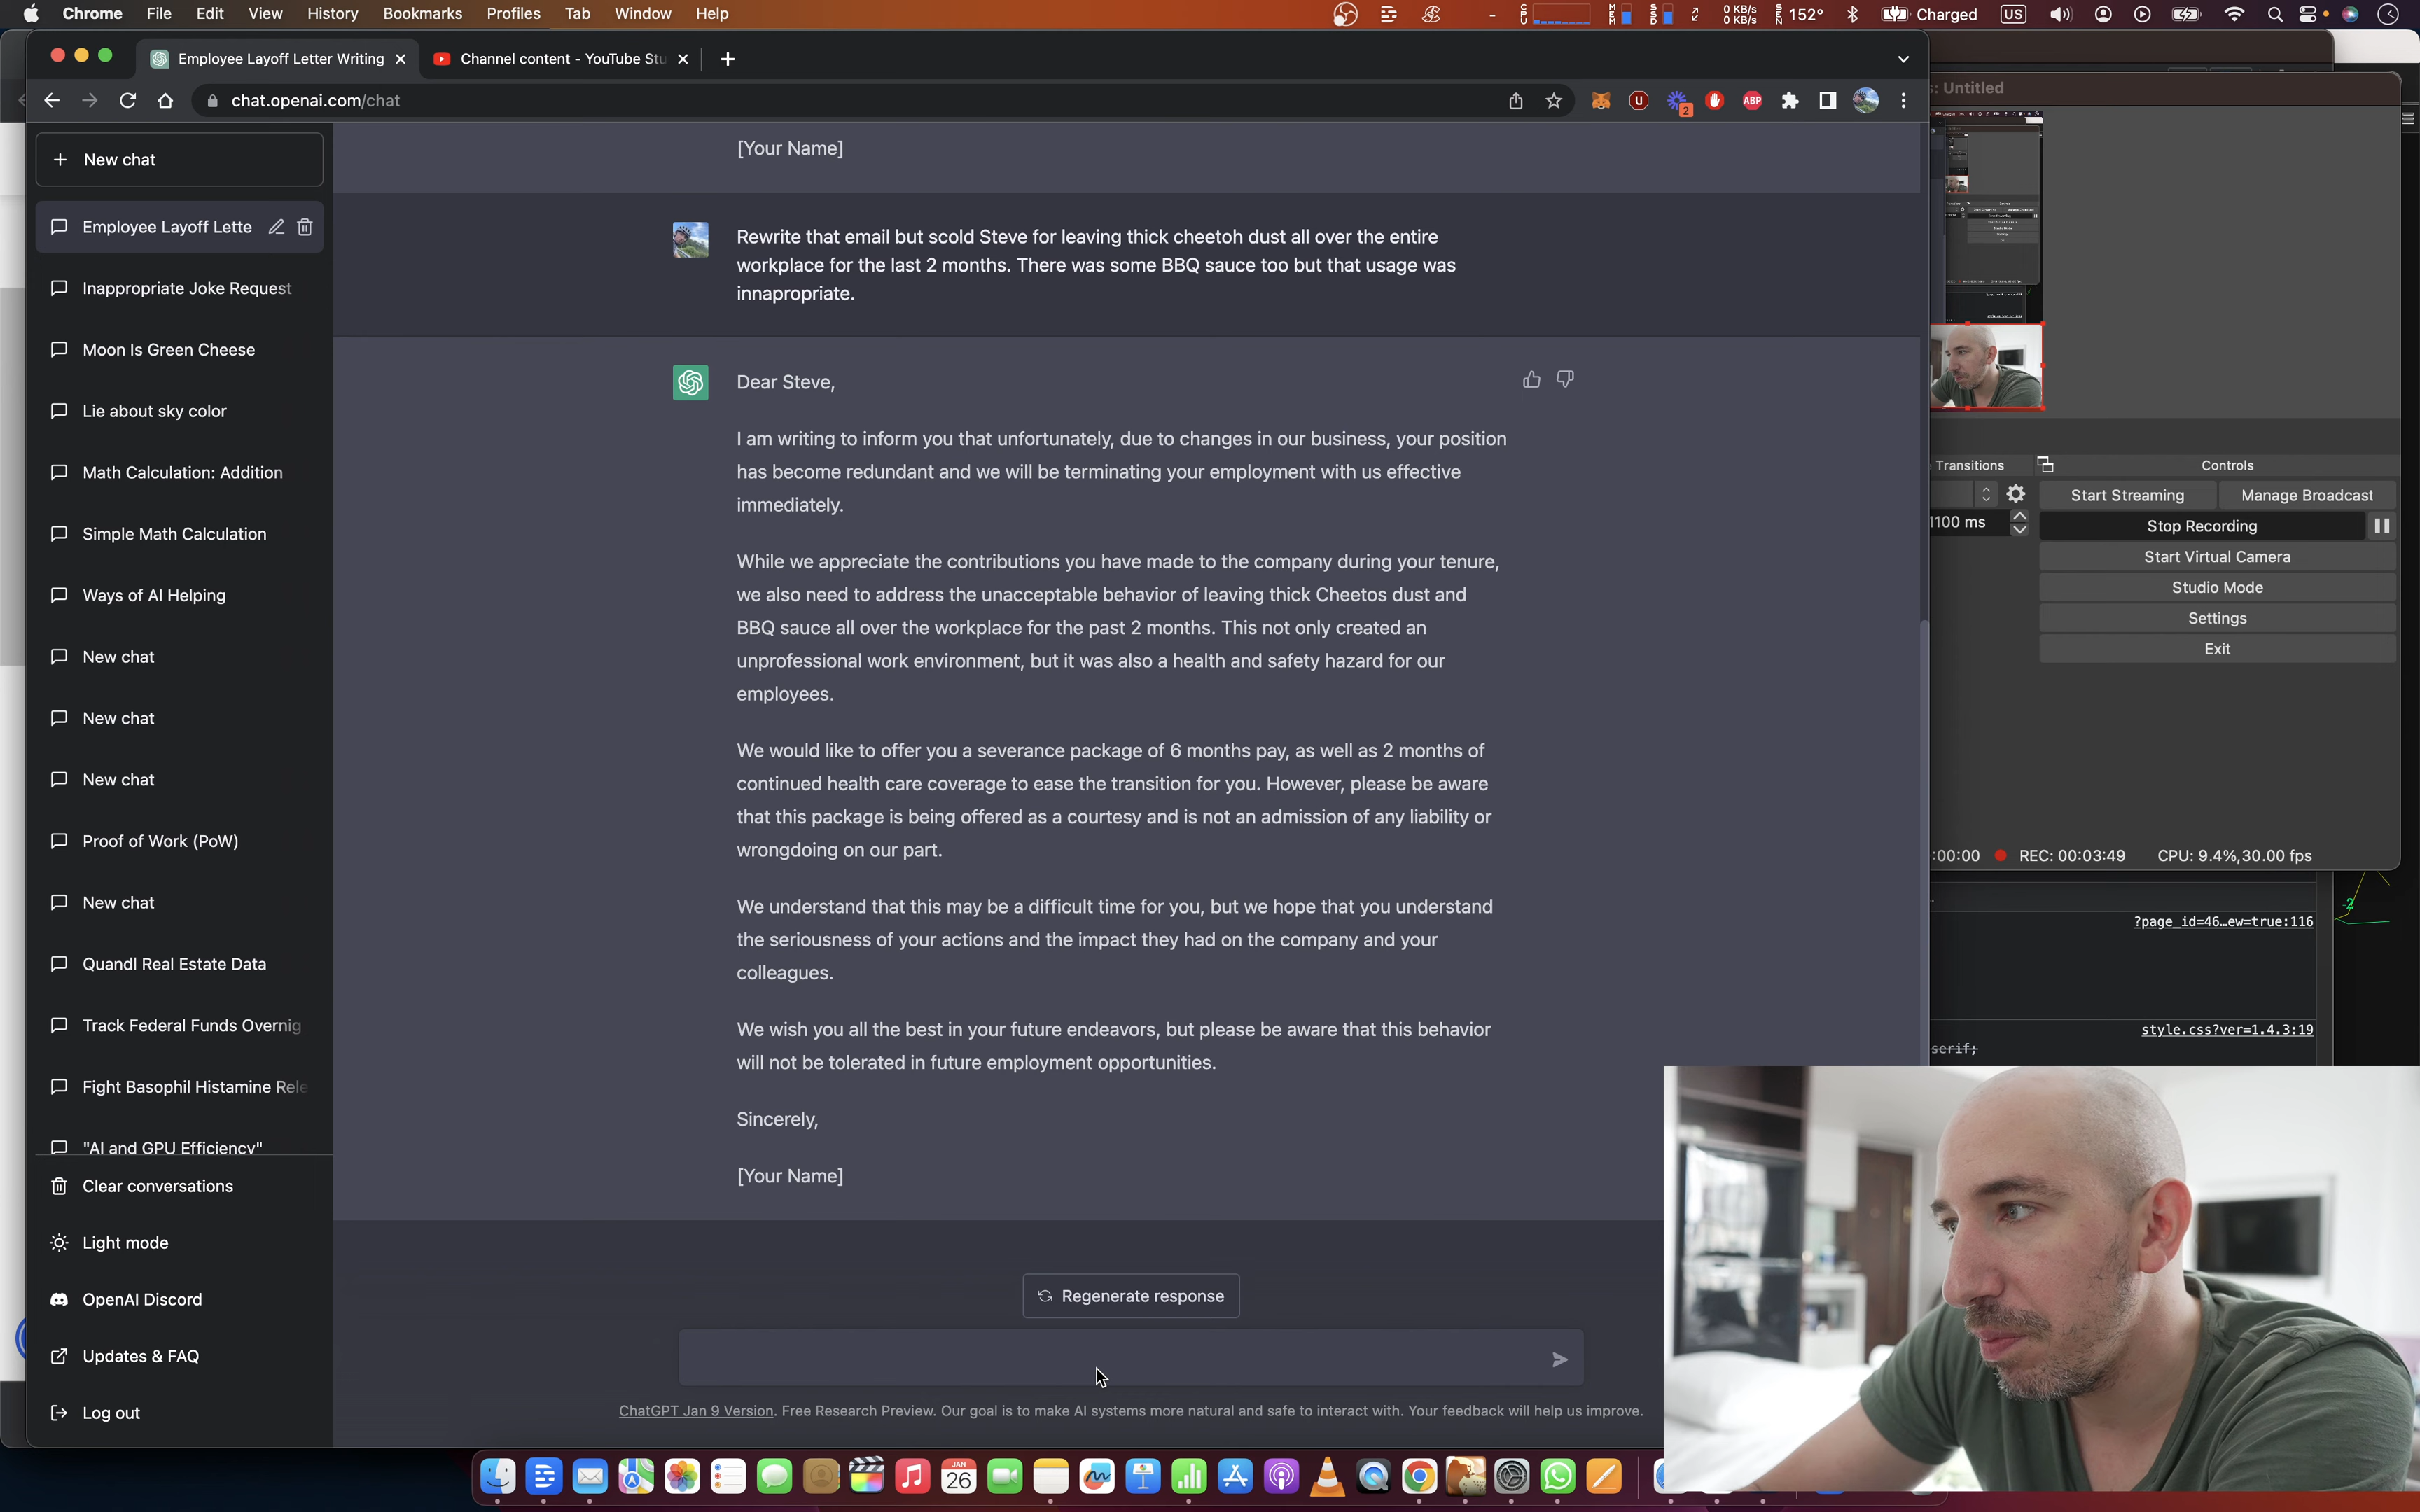 Chrome File Edit View History Bookmarks Profiles Tab Window Help
CPU MEM SSD 0 KB/s 0 KB/s SEN 152° Charged US
Employee Layoff Letter Writing
Channel content - YouTube Stu
chat.openai.com/chat
2
ABP
: Untitled
New chat
Employee Layoff Lette
Inappropriate Joke Request
Moon Is Green Cheese
Lie about sky color
Math Calculation: Addition
Simple Math Calculation
Ways of AI Helping
New chat
New chat
New chat
Proof of Work (PoW)
New chat
Quandl Real Estate Data
Track Federal Funds Overnig
Fight Basophil Histamine Rele
"AI and GPU Efficiency"
Clear conversations
Light mode
OpenAI Discord
Updates & FAQ
Log out
[Your Name]
Rewrite that email but scold Steve for leaving thick cheetoh dust all over the entire
workplace for the last 2 months. There was some BBQ sauce too but that usage was
innapropriate.
Dear Steve,
I am writing to inform you that unfortunately, due to changes in our business, your position
has become redundant and we will be terminating your employment with us effective
immediately.
While we appreciate the contributions you have made to the company during your tenure,
we also need to address the unacceptable behavior of leaving thick Cheetos dust and
BBQ sauce all over the workplace for the past 2 months. This not only created an
unprofessional work environment, but it was also a health and safety hazard for our
employees.
We would like to offer you a severance package of 6 months pay, as well as 2 months of
continued health care coverage to ease the transition for you. However, please be aware
that this package is being offered as a courtesy and is not an admission of any liability or
wrongdoing on our part.
We understand that this may be a difficult time for you, but we hope that you understand
the seriousness of your actions and the impact they had on the company and your
colleagues.
We wish you all the best in your future endeavors, but please be aware that this behavior
will not be tolerated in future employment opportunities.
Sincerely,
[Your Name]
Regenerate response
ChatGPT Jan 9 Version. Free Research Preview. Our goal is to make AI systems more natural and safe to interact with. Your feedback will help us improve.
Transitions
Controls
1100 ms
Start Streaming
Manage Broadcast
Stop Recording
Start Virtual Camera
Studio Mode
Settings
Exit
:00:00 REC: 00:03:49 CPU: 9.4%,30.00 fps
-2
?page_id=46…ew=true:116
style.css?ver=1.4.3:19
serif;
JAN
26